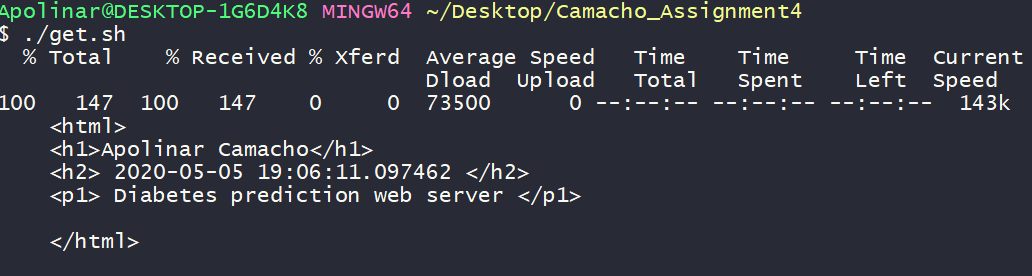 Apolinar@DESKTOP-1G6D4K8 MINGW64 ~/Desktop/Camacho_Assignment4
$ ./get.sh
% Total % Received % Xferd Average Speed Time Time Time Current
Dload Upload Total Spent Left Speed
100 147 100 147 0 0 73500 0 --:--:-- --:--:-- --:--:-- 143k
<html>
<h1>Apolinar Camacho</h1>
<h2> 2020-05-05 19:06:11.097462 </h2>
<p1> Diabetes prediction web server </p1>
</html>